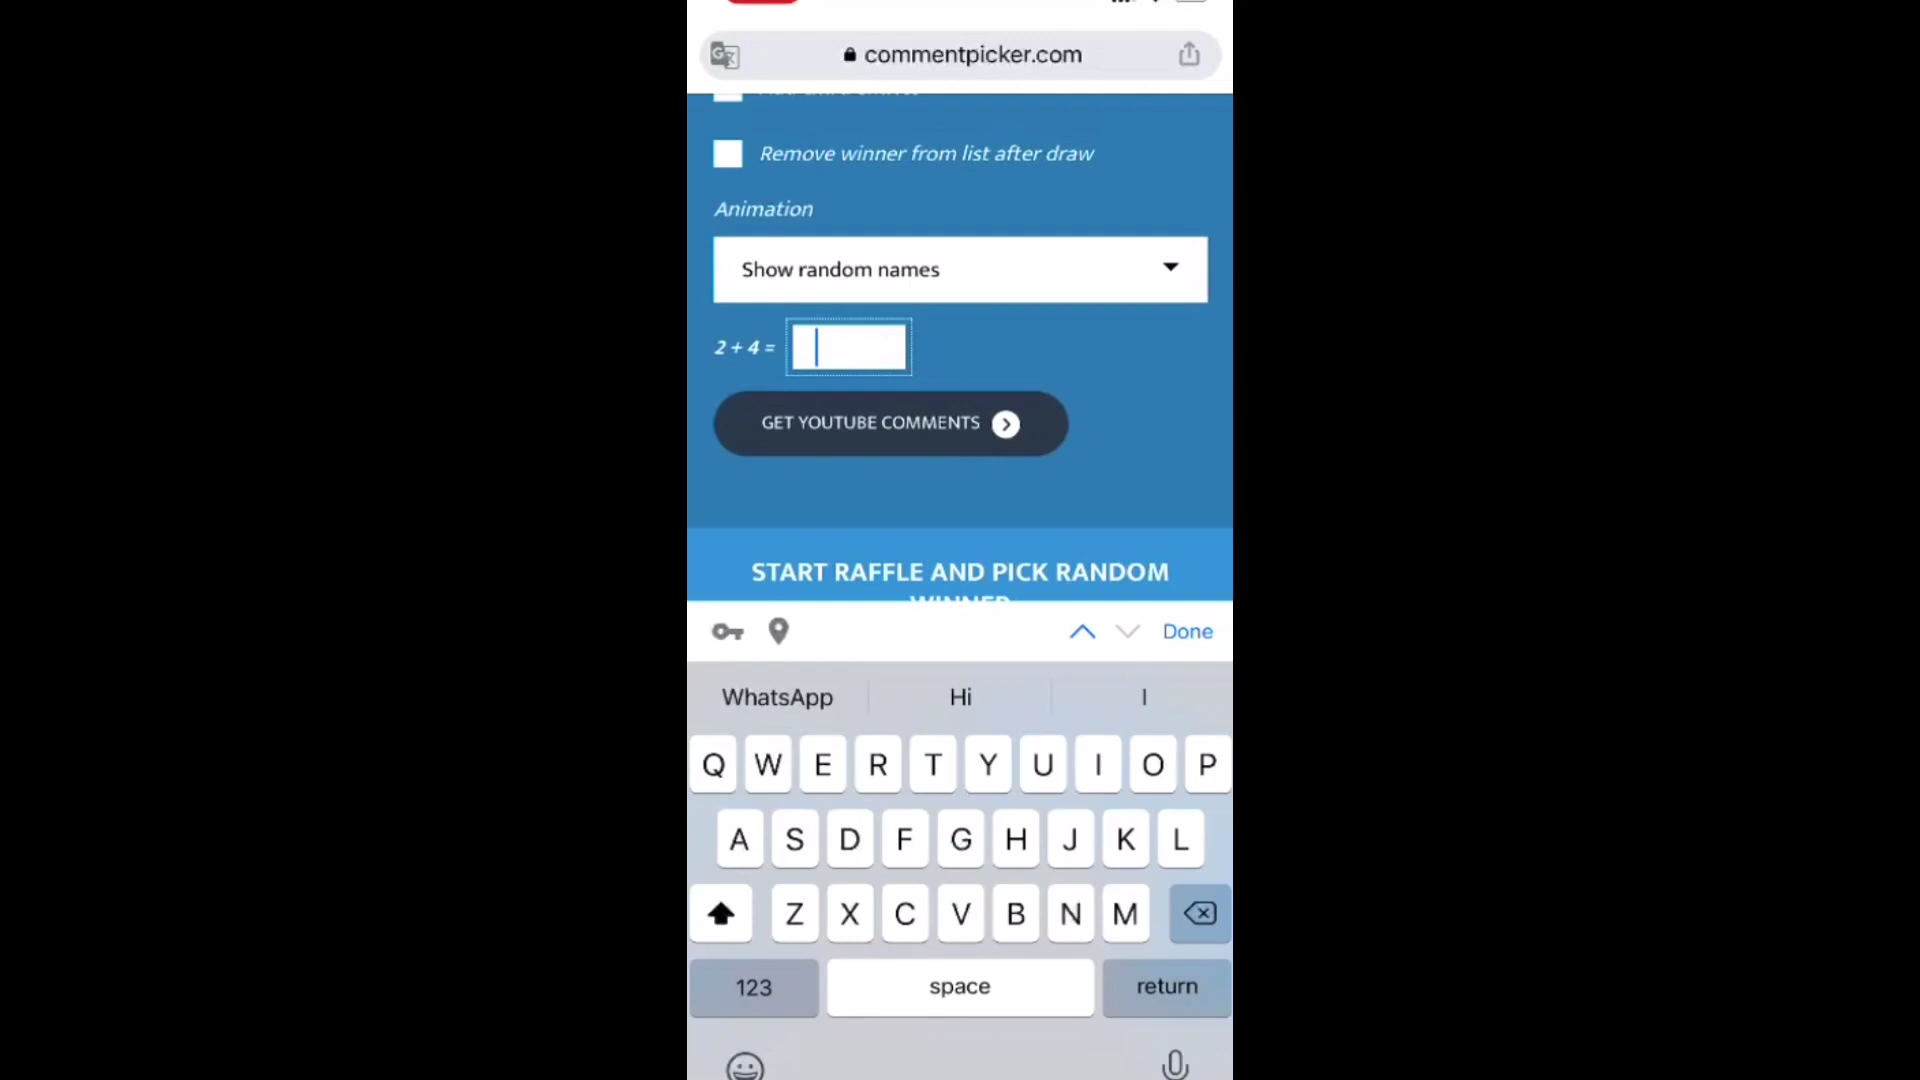 commentpicker.com
Remove winner from list after draw
Animation
Show random names
2 + 4 =
GET YOUTUBE COMMENTS
START RAFFLE AND PICK RANDOM
WINNER
Done
WhatsApp Hi I
Q W E R T Y U I O P
A S D F G H J K L
Z X C V B N M
123 space return